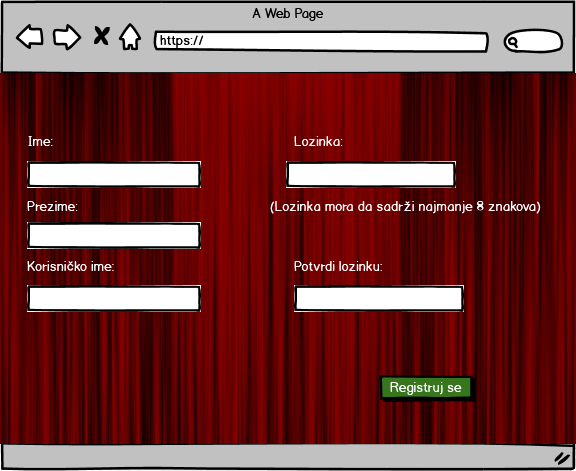 A Web Page
https://
Ime:
Lozinka:
Prezime:
(Lozinka mora da sadrži najmanje 8 znakova)
Korisničko ime:
Potvrdi lozinku:
Registruj se